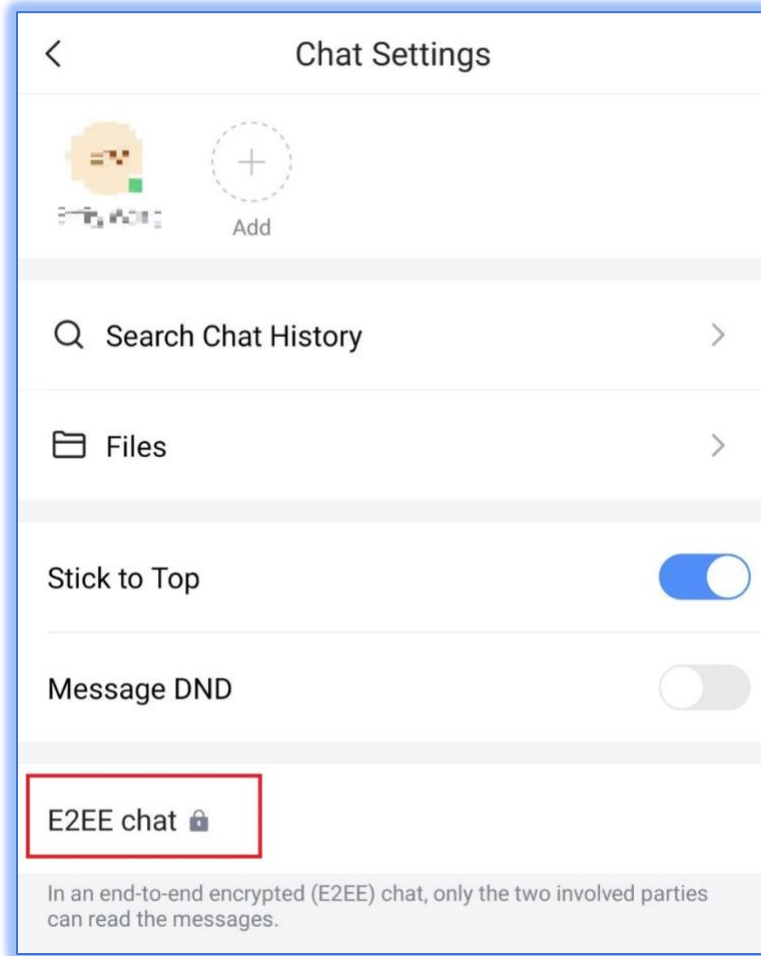 Chat Settings
Add
Search Chat History
Files
Stick to Top
Message DND
E2EE chat
In an end-to-end encrypted (E2EE) chat, only the two involved parties
can read the messages.